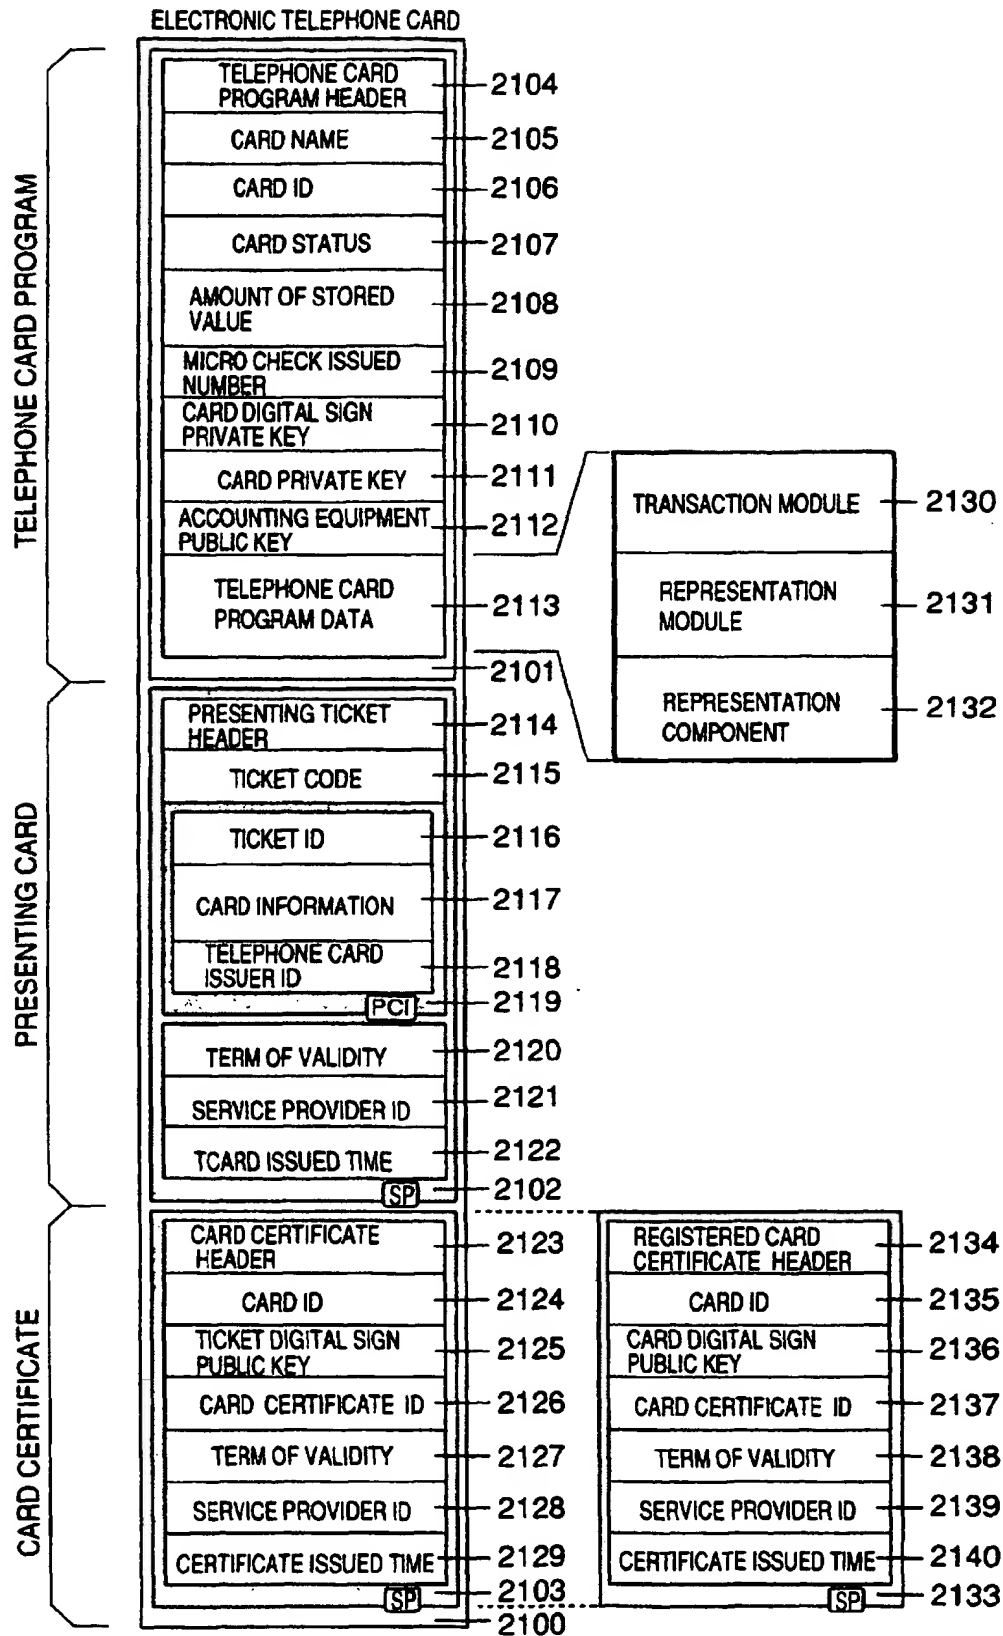 ELECTRONIC TELEPHONE CARD
TELEPHONE CARD PROGRAM
TELEPHONE CARD
PROGRAM HEADER
2104
CARD NAME
2105
CARD ID
2106
CARD STATUS
2107
AMOUNT OF STORED
VALUE
2108
MICRO CHECK ISSUED
NUMBER
2109
CARD DIGITAL SIGN
PRIVATE KEY
2110
CARD PRIVATE KEY
2111
ACCOUNTING EQUIPMENT
PUBLIC KEY
2112
TELEPHONE CARD
PROGRAM DATA
2113
2101
TRANSACTION MODULE
2130
REPRESENTATION
MODULE
2131
REPRESENTATION
COMPONENT
2132
PRESENTING CARD
PRESENTING TICKET
HEADER
2114
TICKET CODE
2115
TICKET ID
2116
CARD INFORMATION
2117
TELEPHONE CARD
ISSUER ID
2118
PCI
2119
TERM OF VALIDITY
2120
SERVICE PROVIDER ID
2121
TCARD ISSUED TIME
2122
SP
2102
CARD CERTIFICATE
CARD CERTIFICATE
HEADER
2123
CARD ID
2124
TICKET DIGITAL SIGN
PUBLIC KEY
2125
CARD CERTIFICATE ID
2126
TERM OF VALIDITY
2127
SERVICE PROVIDER ID
2128
CERTIFICATE ISSUED TIME
2129
SP
2103
2100
REGISTERED CARD
CERTIFICATE HEADER
2134
CARD ID
2135
CARD DIGITAL SIGN
PUBLIC KEY
2136
CARD CERTIFICATE ID
2137
TERM OF VALIDITY
2138
SERVICE PROVIDER ID
2139
CERTIFICATE ISSUED TIME
2140
SP
2133